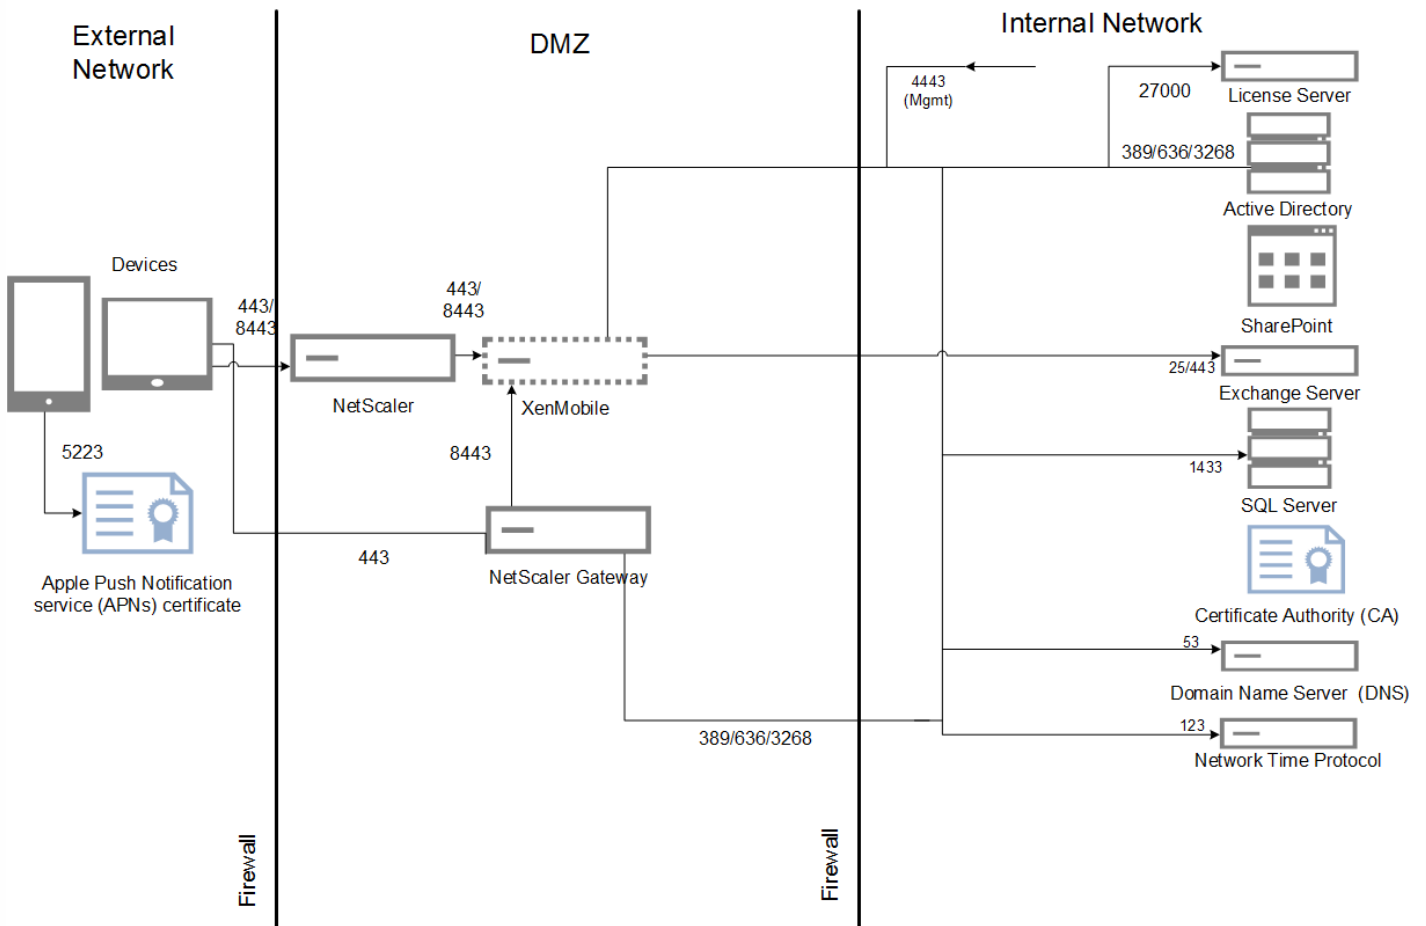 External
Network
DMZ
Internal Network
4443
(Mgmt)
27000
License Server
389/636/3268
Active Directory
SharePoint
Devices
443/
8443
443/
8443
NetScaler
XenMobile
25/443
Exchange Server
5223
8443
1433
SQL Server
443
NetScaler Gateway
Apple Push Notification
service (APNs) certificate
Certificate Authority (CA)
53
Domain Name Server (DNS)
389/636/3268
123
Network Time Protocol
Firewall
Firewall